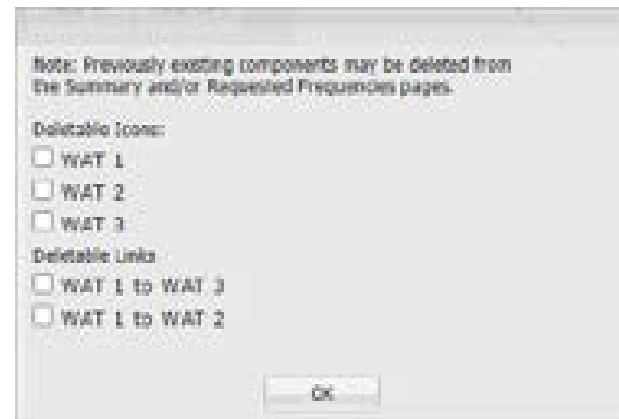 Note: Previously existing components may be deleted from
the Summary and/or Requested Frequencies pages.
Deletable Icons:
WAT 1
WAT 2
WAT 3
Deletable Links
WAT 1 to WAT 3
WAT 1 to WAT 2
OK